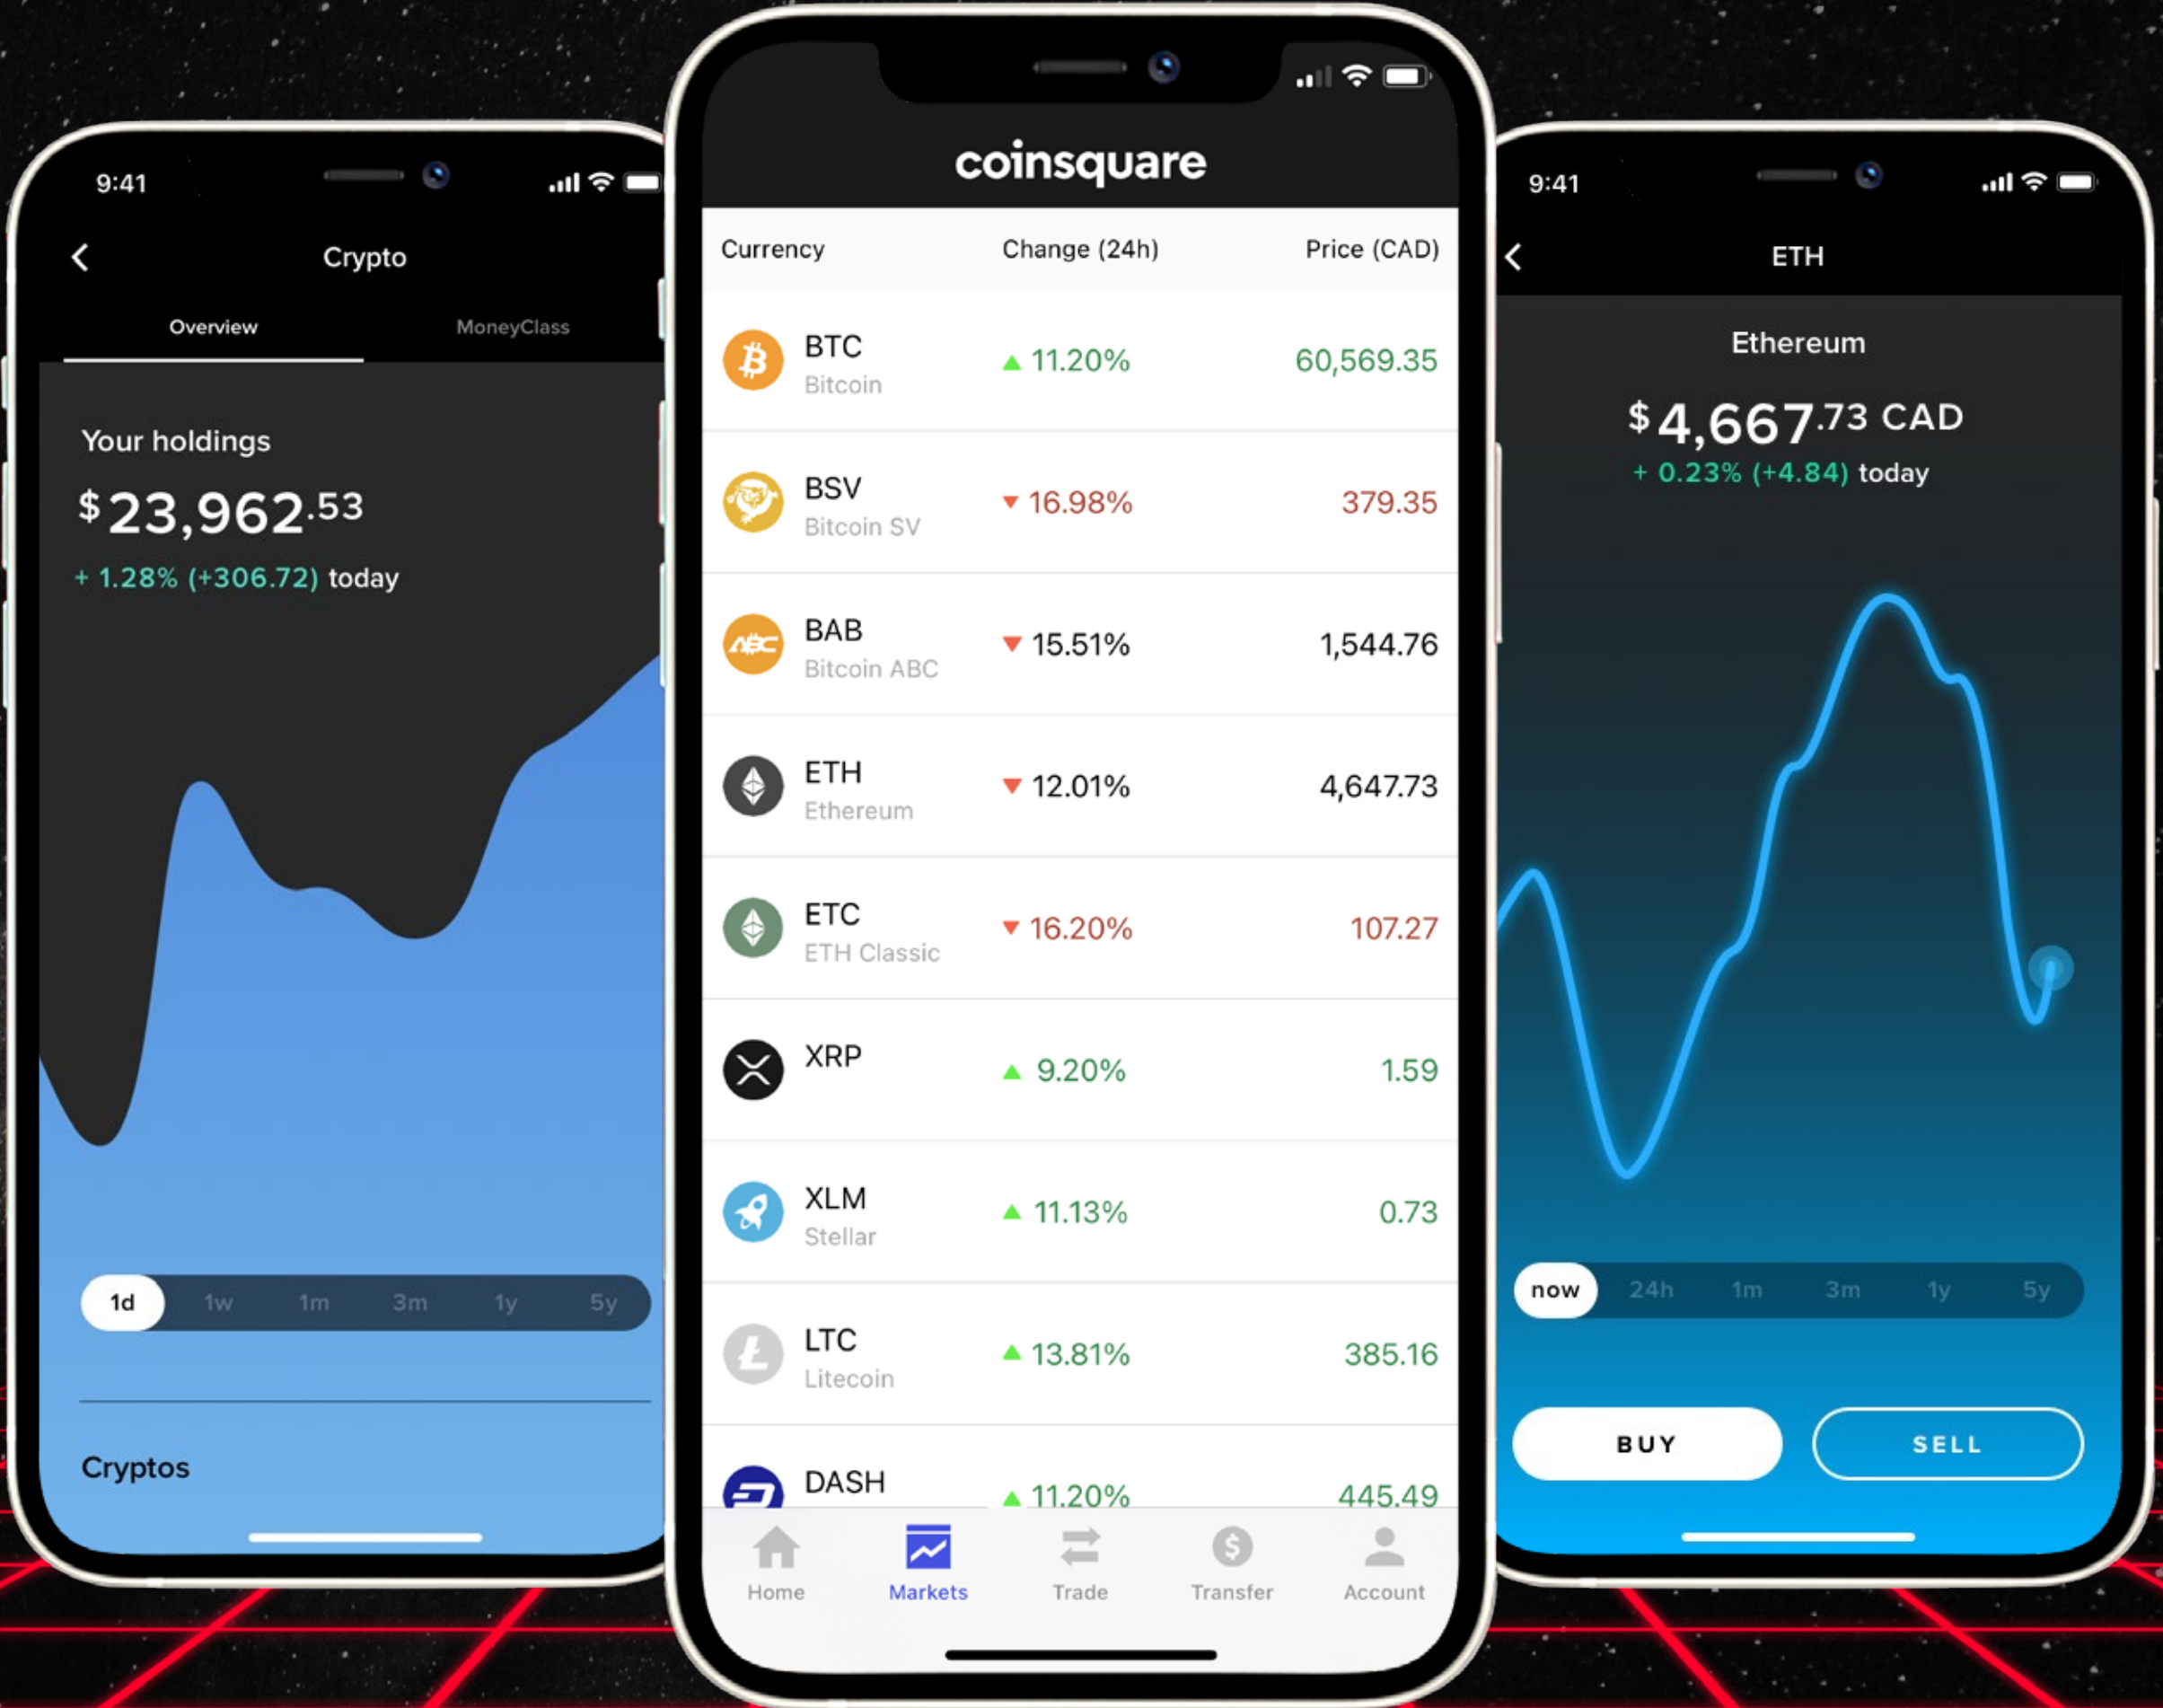 9:41
Crypto
Overview MoneyClass
Your holdings
$23,962.53
+ 1.28% (+306.72) today
1d 1w 1m 3m 1y 5y
Cryptos
coinsquare
Currency Change (24h) Price (CAD)
BTC
Bitcoin
▲ 11.20% 60,569.35
BSV
Bitcoin SV
▼ 16.98% 379.35
ABC
BAB
Bitcoin ABC
▼ 15.51% 1,544.76
ETH
Ethereum
▼ 12.01% 4,647.73
ETC
ETH Classic
▼ 16.20% 107.27
XRP
▲ 9.20% 1.59
XLM
Stellar
▲ 11.13% 0.73
LTC
Litecoin
▲ 13.81% 385.16
DASH
▲ 11.20% 445.49
Home Markets Trade Transfer Account
9:41
ETH
Ethereum
$4,667.73 CAD
+ 0.23% (+4.84) today
now 24h 1m 3m 1y 5y
BUY SELL